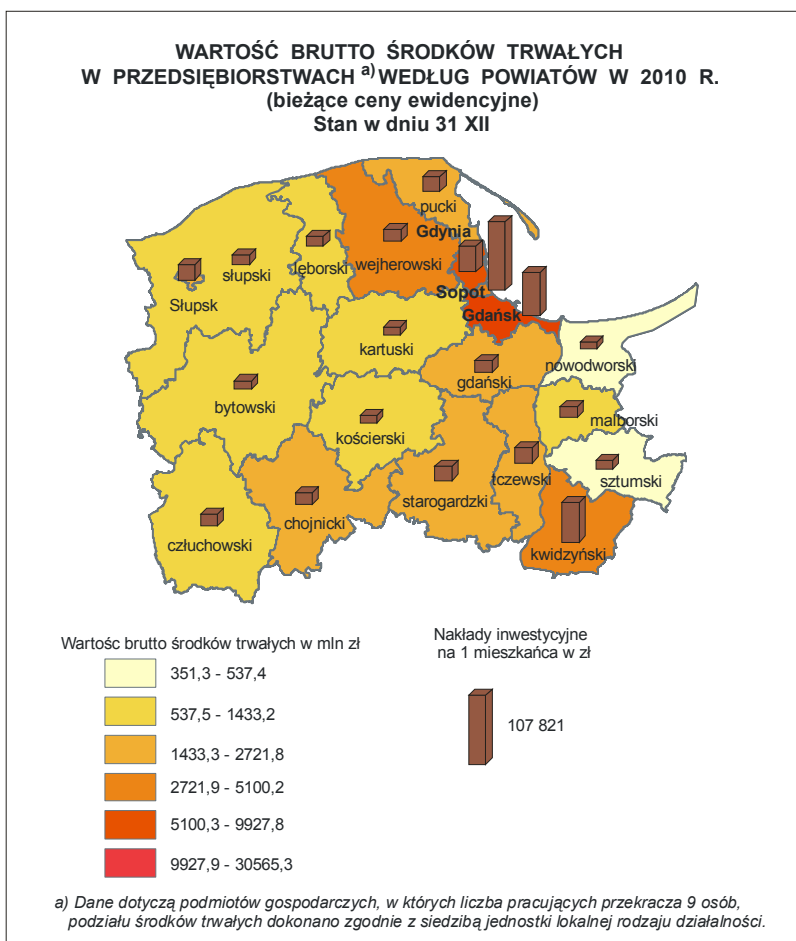 WARTOŚĆ BRUTTO ŚRODKÓW TRWAŁYCH
W PRZEDSIĘBIORSTWACH a) WEDŁUG POWIATÓW W 2010 R.
(bieżące ceny ewidencyjne)
Stan w dniu 31 XII
pucki
Gdynia
wejherowski
lęborski
słupski
Słupsk
Sopot
Gdańsk
kartuski
nowodworski
gdański
bytowski
malborski
kościerski
sztumski
tczewski
starogardzki
chojnicki
człuchowski
kwidzyński
Wartośc brutto środków trwałych w mln zł
351,3 - 537,4
537,5 - 1433,2
1433,3 - 2721,8
2721,9 - 5100,2
5100,3 - 9927,8
9927,9 - 30565,3
Nakłady inwestycyjne
na 1 mieszkańca w zł
107 821
a) Dane dotyczą podmiotów gospodarczych, w których liczba pracujących przekracza 9 osób,
podziału środków trwałych dokonano zgodnie z siedzibą jednostki lokalnej rodzaju działalności.